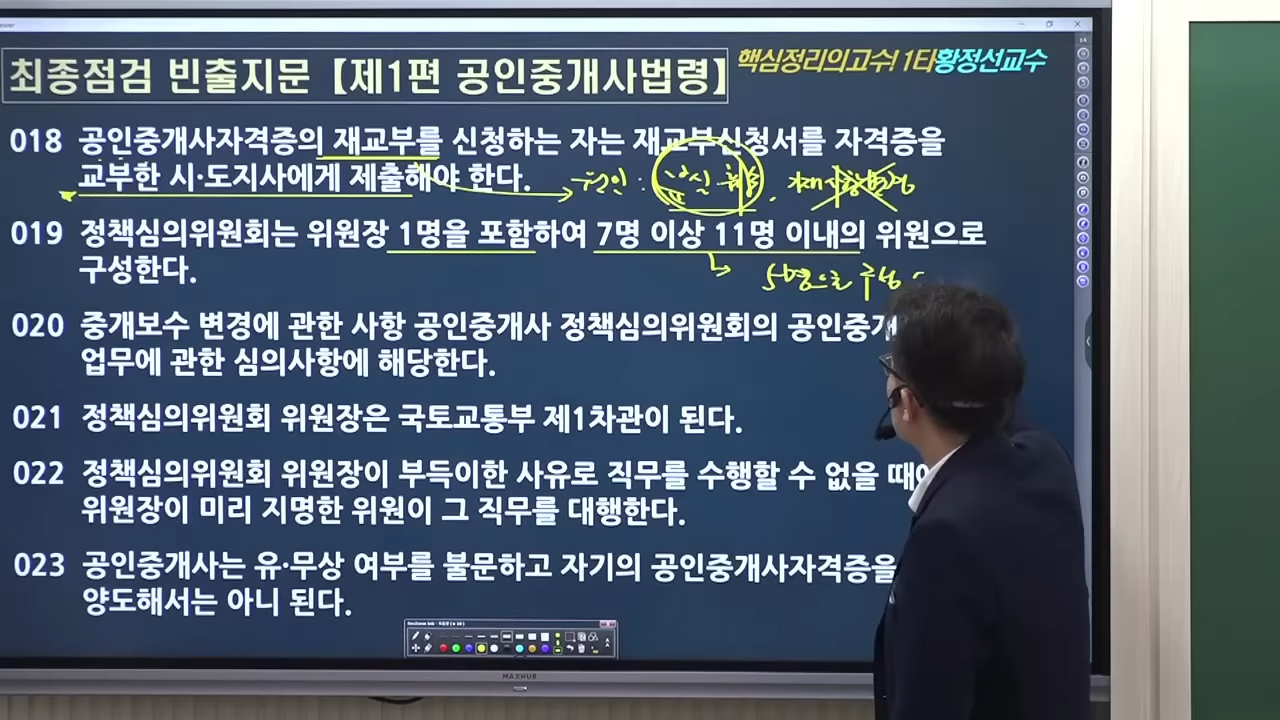 최종점검 빈출지문 【제1편 공인중개사법령】
핵심정리의고수! 1타황정선교수
018 공인중개사자격증의 재교부를 신청하는 자는 재교부신청서를 자격증을
교부한 시·도지사에게 제출해야 한다.
019 정책심의위원회는 위원장 1명을 포함하여 7명 이상 11명 이내의 위원으로
구성한다.
5명으로 구성
020 중개보수 변경에 관한 사항 공인중개사 정책심의위원회의 공인중개
업무에 관한 심의사항에 해당한다.
021 정책심의위원회 위원장은 국토교통부 제1차관이 된다.
022 정책심의위원회 위원장이 부득이한 사유로 직무를 수행할 수 없을 때에
위원장이 미리 지명한 위원이 그 직무를 대행한다.
023 공인중개사는 유·무상 여부를 불문하고 자기의 공인중개사자격증을
양도해서는 아니 된다.
MAXHUB